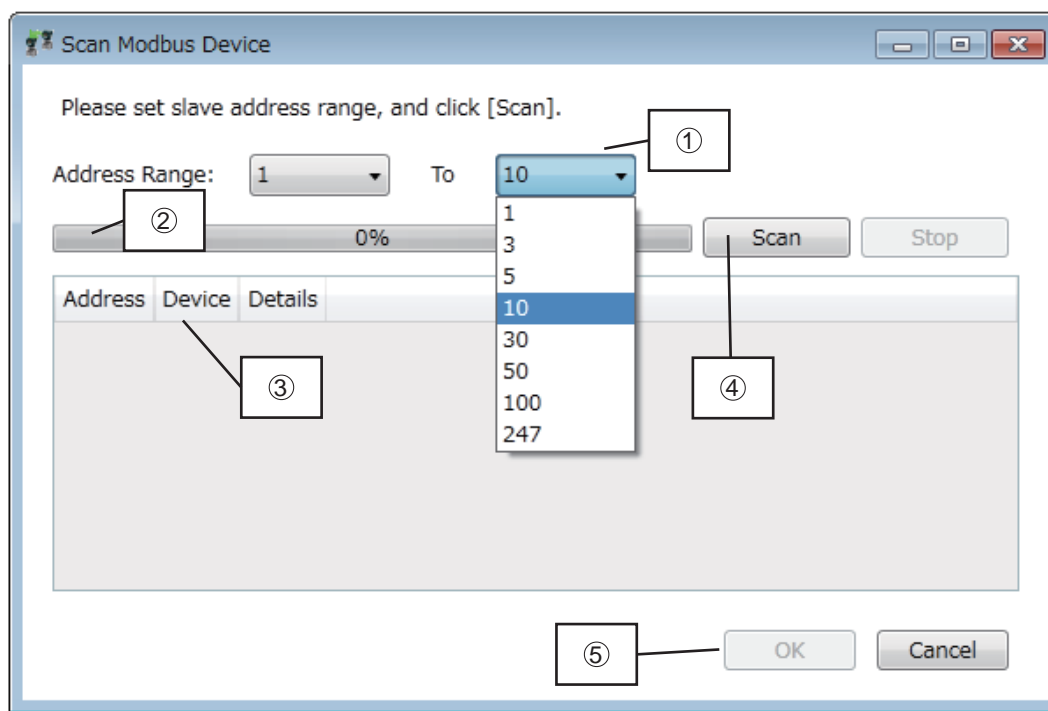 Scan Modbus Device
Please set slave address range, and click [Scan].
①
Address Range: 1 To 10
②
0% Scan Stop
1
3
5
10
30
50
100
247
Address Device Details
③
④
⑤
OK Cancel